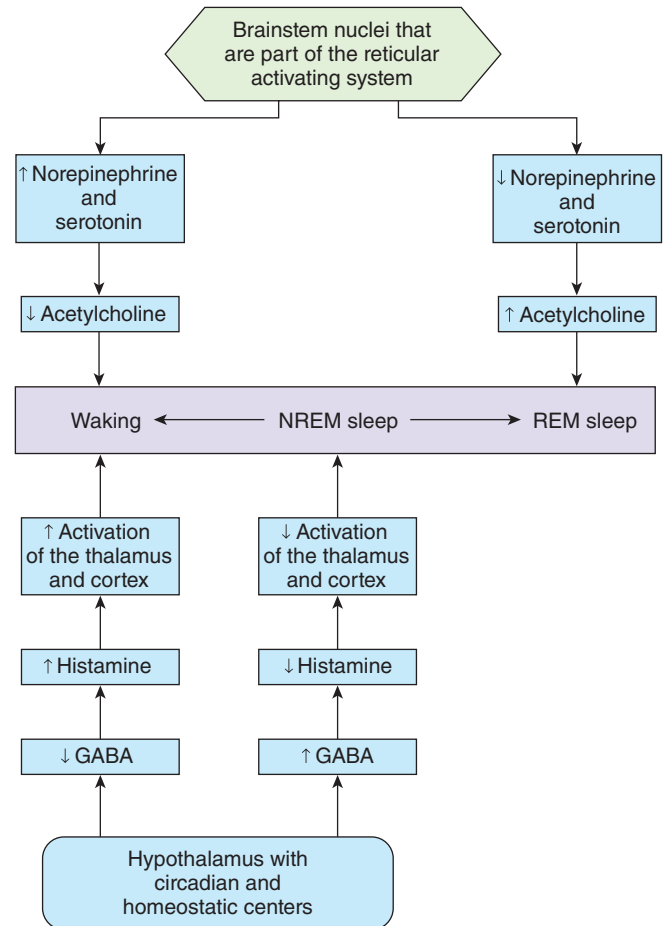 Brainstem nuclei that
are part of the reticular
activating system
↑ Norepinephrine
and
serotonin
↓ Norepinephrine
and
serotonin
↓ Acetylcholine
↑ Acetylcholine
Waking
NREM sleep
REM sleep
↑ Activation
of the thalamus
and cortex
↓ Activation
of the thalamus
and cortex
↑ Histamine
↓ Histamine
↓ GABA
↑ GABA
Hypothalamus with
circadian and
homeostatic centers